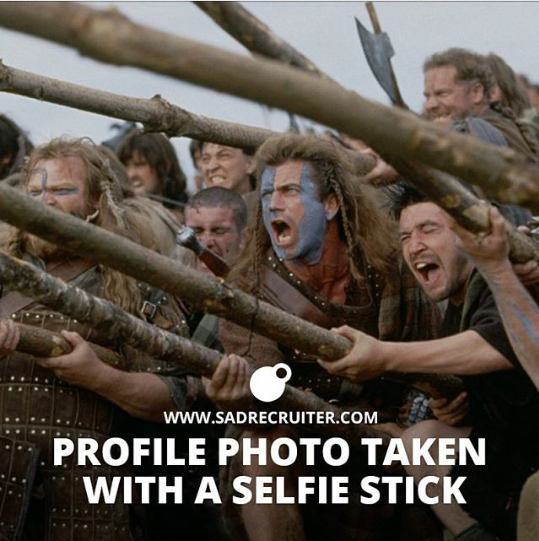 WWW.SADRECRUITER.COM
PROFILE PHOTO TAKEN
WITH A SELFIE STICK